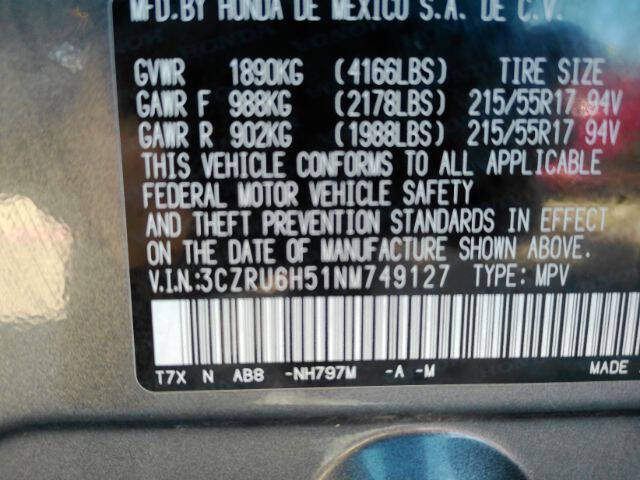 MFD.BY HONDA DE MEXICO S.A. DE C.V.
GVWR 1890KG (4166LBS) TIRE SIZE
GAWR F 988KG (2178LBS) 215/55R17 94V
GAWR R 902KG (1988LBS) 215/55R17 94V
THIS VEHICLE CONFORMS TO ALL APPLICABLE
FEDERAL MOTOR VEHICLE SAFETY
AND THEFT PREVENTION STANDARDS IN EFFECT
ON THE DATE OF MANUFACTURE SHOWN ABOVE.
V.I.N.:3CZRU6H51NM749127 TYPE: MPV
T7X N AB8 -NH797M -A -M MADE